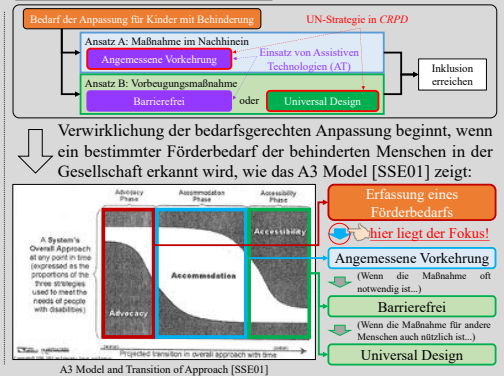 Bedarf der Anpassung für Kinder mit Behinderung
UN-Strategie in CRPD
Ansatz A: Maßnahme im Nachhinein
Angemessene Vorkehrung
Einsatz von Assistiven
Technologien (AT)
Ansatz B: Vorbeugungsmaßnahme
Barrierefrei
oder
Universal Design
Inklusion
erreichen
Verwirklichung der bedarfsgerechten Anpassung beginnt, wenn
ein bestimmter Förderbedarf der behinderten Menschen in der
Gesellschaft erkannt wird, wie das A3 Model [SSE01] zeigt:
Advocacy
Phase
Accommodation
Phase
Accessibility
Phase
A System's
Overall Approach
at any point in time
(expressed as the
proportions of the
three strategies
used to meet the
needs of people
with disabilities)
Accessibility
Accommodation
Advocacy
Projected transition in overall approach with time
A3 Model and Transition of Approach [SSE01]
Erfassung eines
Förderbedarfs
hier liegt der Fokus!
Angemessene Vorkehrung
(Wenn die Maßnahme oft
notwendig ist...)
Barrierefrei
(Wenn die Maßnahme für andere
Menschen auch nützlich ist...)
Universal Design